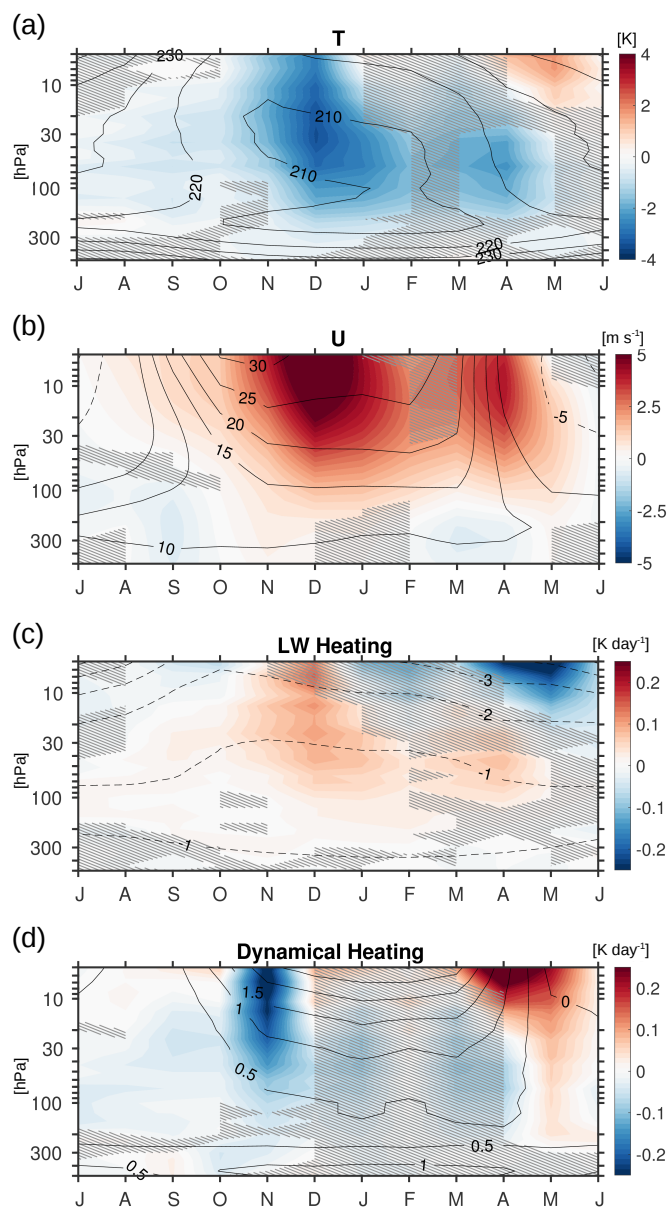 (a)
T
[K]
230
10
30
100
300
[hPa]
210
210
220
220
230
4
2
0
-2
-4
J A S O N D J F M A M J
(b)
U
[m s-1]
30
25
20
15
10
-5
10
30
100
300
[hPa]
5
2.5
0
-2.5
-5
J A S O N D J F M A M J
(c)
LW Heating
[K day-1]
-3
-2
-1
-1
10
30
100
300
[hPa]
0.2
0.1
0
-0.1
-0.2
J A S O N D J F M A M J
(d)
Dynamical Heating
[K day-1]
1.5
1
0.5
0
0.5
0.5
1
10
30
100
300
[hPa]
0.2
0.1
0
-0.1
-0.2
J A S O N D J F M A M J